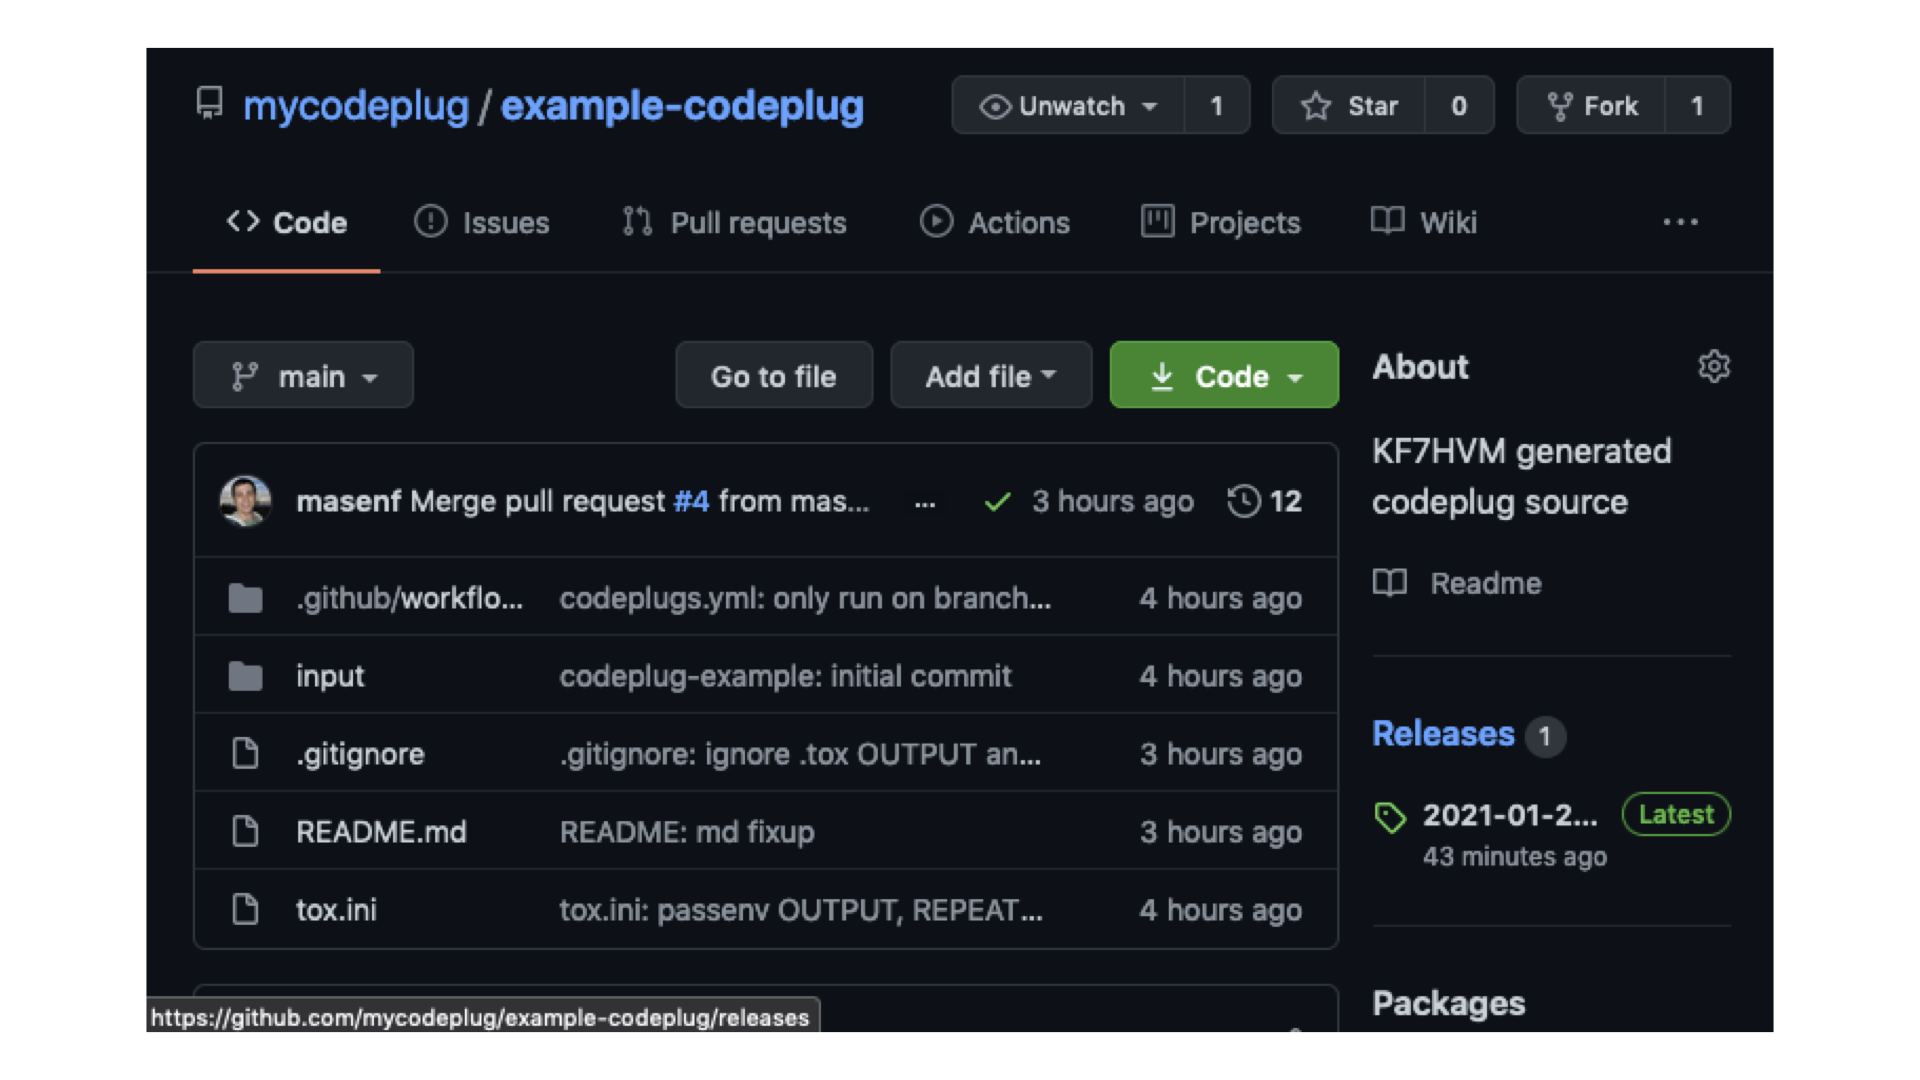 mycodeplug / example-codeplug Unwatch 1 Star 0 Fork 1
Code Issues Pull requests Actions Projects Wiki ...
main Go to file Add file Code
masenf Merge pull request #4 from mas... ... 3 hours ago 12
.github/workflo... codeplugs.yml: only run on branch... 4 hours ago
input codeplug-example: initial commit 4 hours ago
.gitignore .gitignore: ignore .tox OUTPUT an... 3 hours ago
README.md README: md fixup 3 hours ago
tox.ini tox.ini: passenv OUTPUT, REPEAT... 4 hours ago
About
KF7HVM generated
codeplug source
Readme
Releases 1
2021-01-2... Latest
43 minutes ago
Packages
https://github.com/mycodeplug/example-codeplug/releases